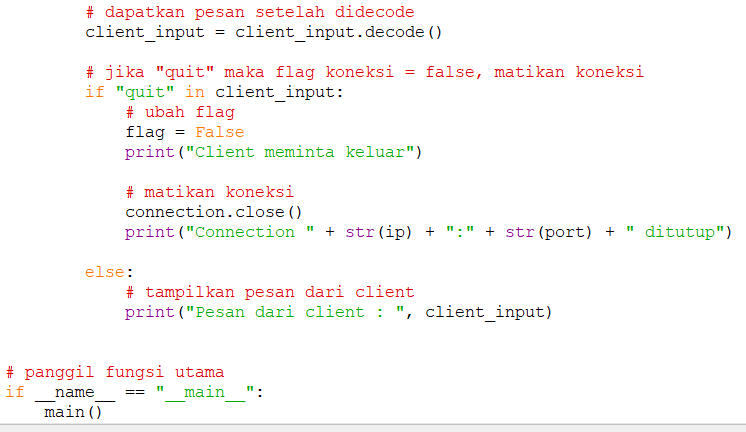 # dapatkan pesan setelah didecode
client_input = client_input.decode()
# jika "quit" maka flag koneksi = false, matikan koneksi
if "quit" in client_input:
# ubah flag
flag = False
print("Client meminta keluar")
# matikan koneksi
connection.close()
print("Connection " + str(ip) + ":" + str(port) + " ditutup")
else:
# tampilkan pesan dari client
print("Pesan dari client : ", client_input)
# panggil fungsi utama
if __name__ == "__main__":
main()